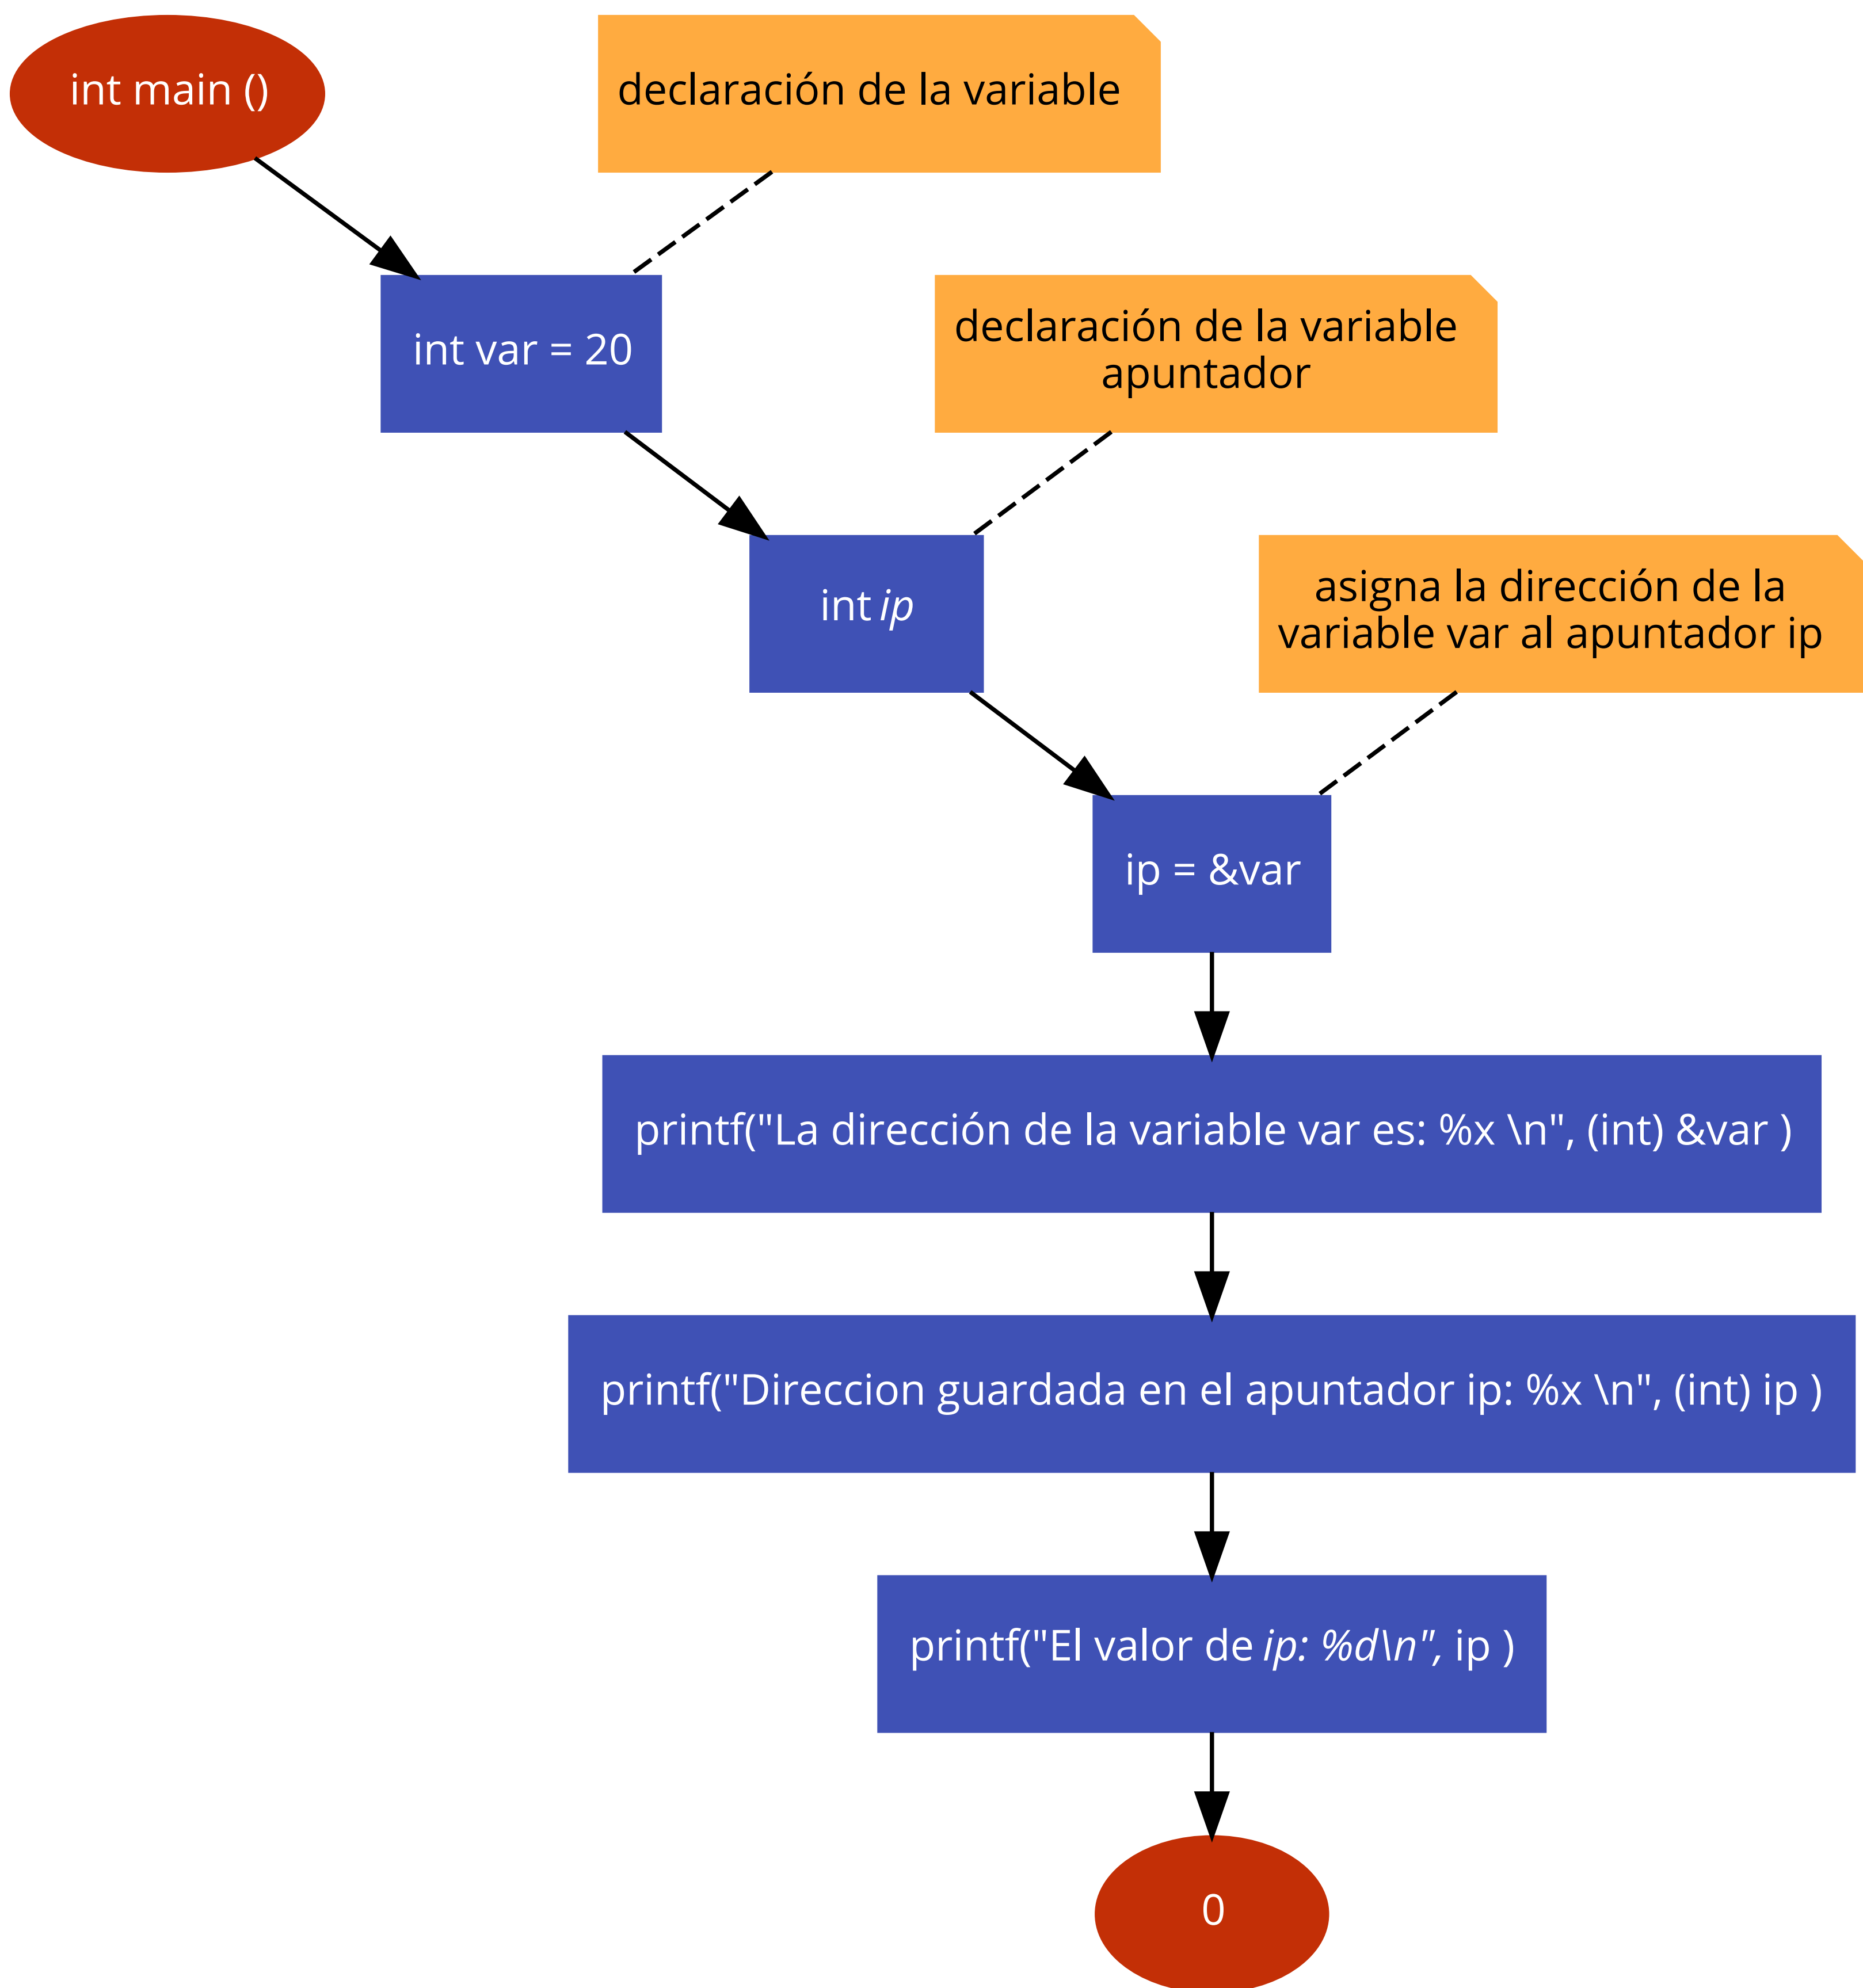 int main ()
declaración de la variable
int var = 20
declaración de la variable
apuntador
int ip
asigna la dirección de la
variable var al apuntador ip
ip = &var
printf("La dirección de la variable var es: %x \n", (int) &var )
printf("Direccion guardada en el apuntador ip: %x \n", (int) ip )
printf("El valor de ip: %d\n", ip )
0